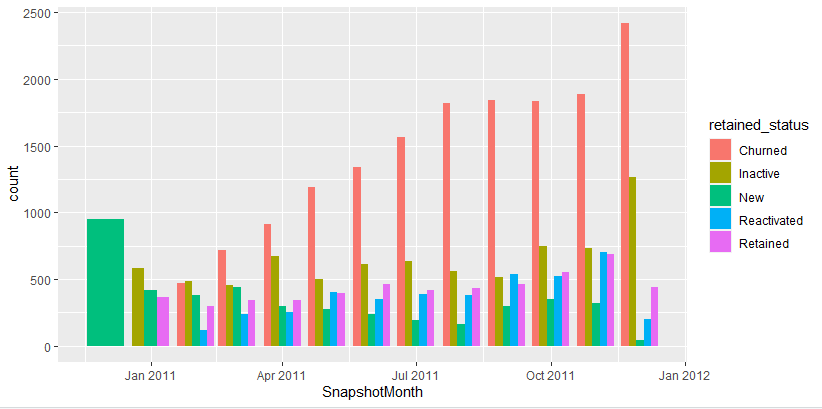 2500
2000
1500
1000
500
0
count
Jan 2011
Apr 2011
Jul 2011
Oct 2011
Jan 2012
SnapshotMonth
retained_status
Churned
Inactive
New
Reactivated
Retained